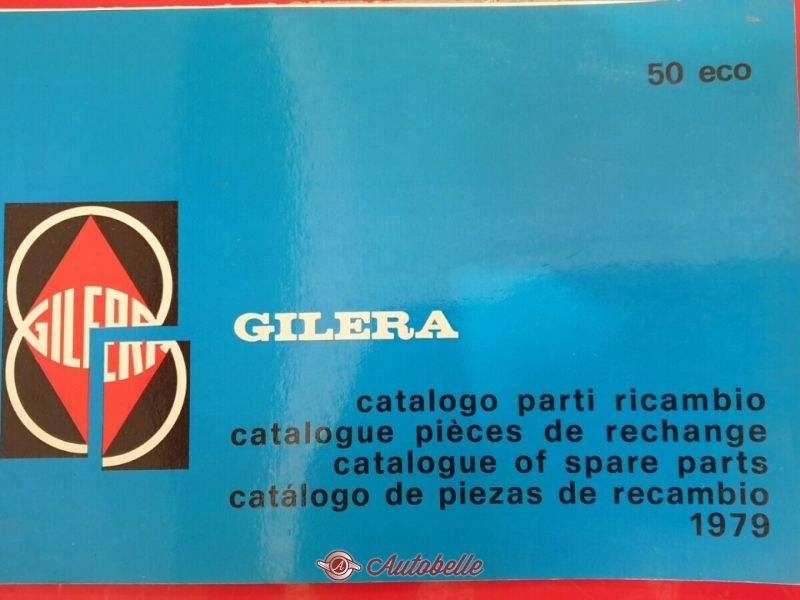 50 eco
GILERA
GILERA
catalogo parti ricambio
catalogue pièces de rechange
catalogue of spare parts
catálogo de piezas de recambio
1979
A Autobelle